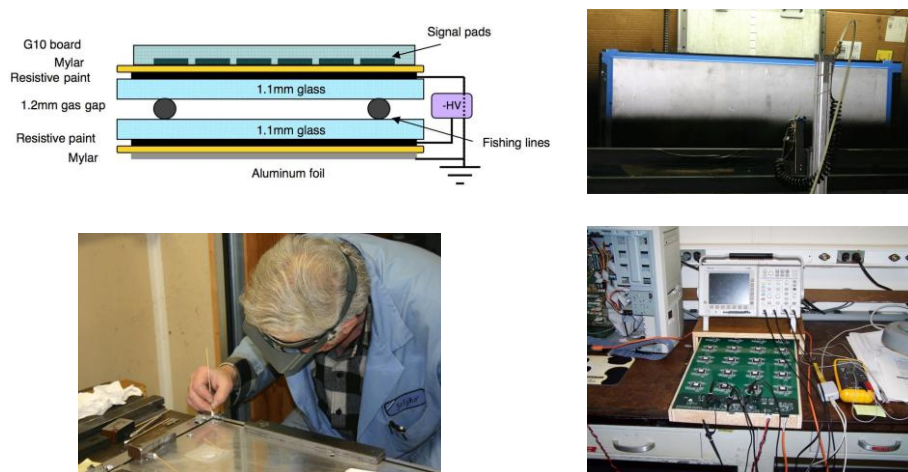 G10 board
Signal pads
Mylar
Resistive paint
1.1mm glass
1.2mm gas gap
-HV
1.1mm glass
Resistive paint
Fishing lines
Mylar
Aluminum foil